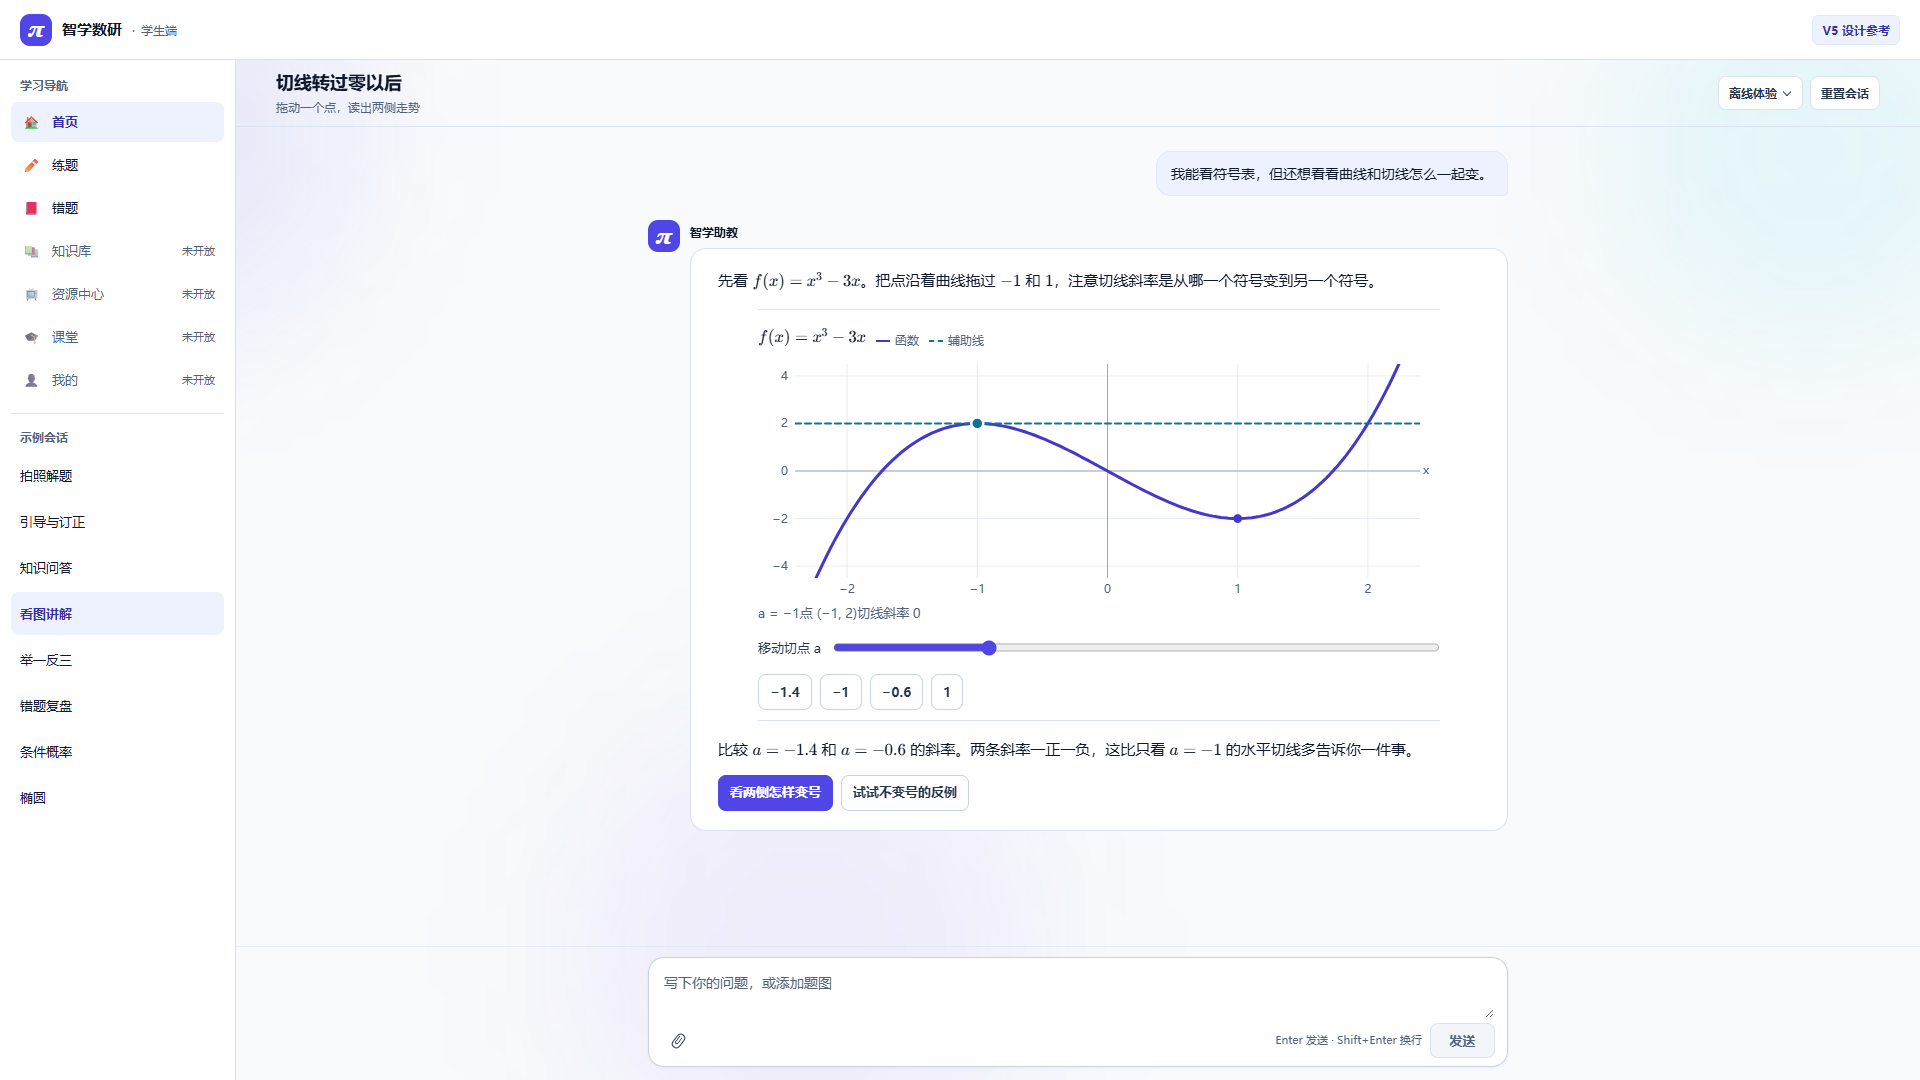 π 智学数研 · 学生端
V5 设计参考
学习导航
首页
练题
错题
知识库 未开放
资源中心 未开放
课堂 未开放
我的 未开放
示例会话
拍照解题
引导与订正
知识问答
看图讲解
举一反三
错题复盘
条件概率
椭圆
切线转过零以后
拖动一个点，读出两侧走势
离线体验
重置会话
我能看符号表，但还想看看曲线和切线怎么一起变。
π 智学助教
先看 f(x) = x³ − 3x。把点沿着曲线拖过 −1 和 1，注意切线斜率是从哪一个符号变到另一个符号。
f(x) = x³ − 3x 函数 辅助线
4
2
0 x
−2
−4
−2 −1 0 1 2
a = −1点 (−1, 2)切线斜率 0
移动切点 a
−1.4 −1 −0.6 1
比较 a = −1.4 和 a = −0.6 的斜率。两条斜率一正一负，这比只看 a = −1 的水平切线多告诉你一件事。
看两侧怎样变号 试试不变号的反例
写下你的问题，或添加题图
Enter 发送 · Shift+Enter 换行 发送